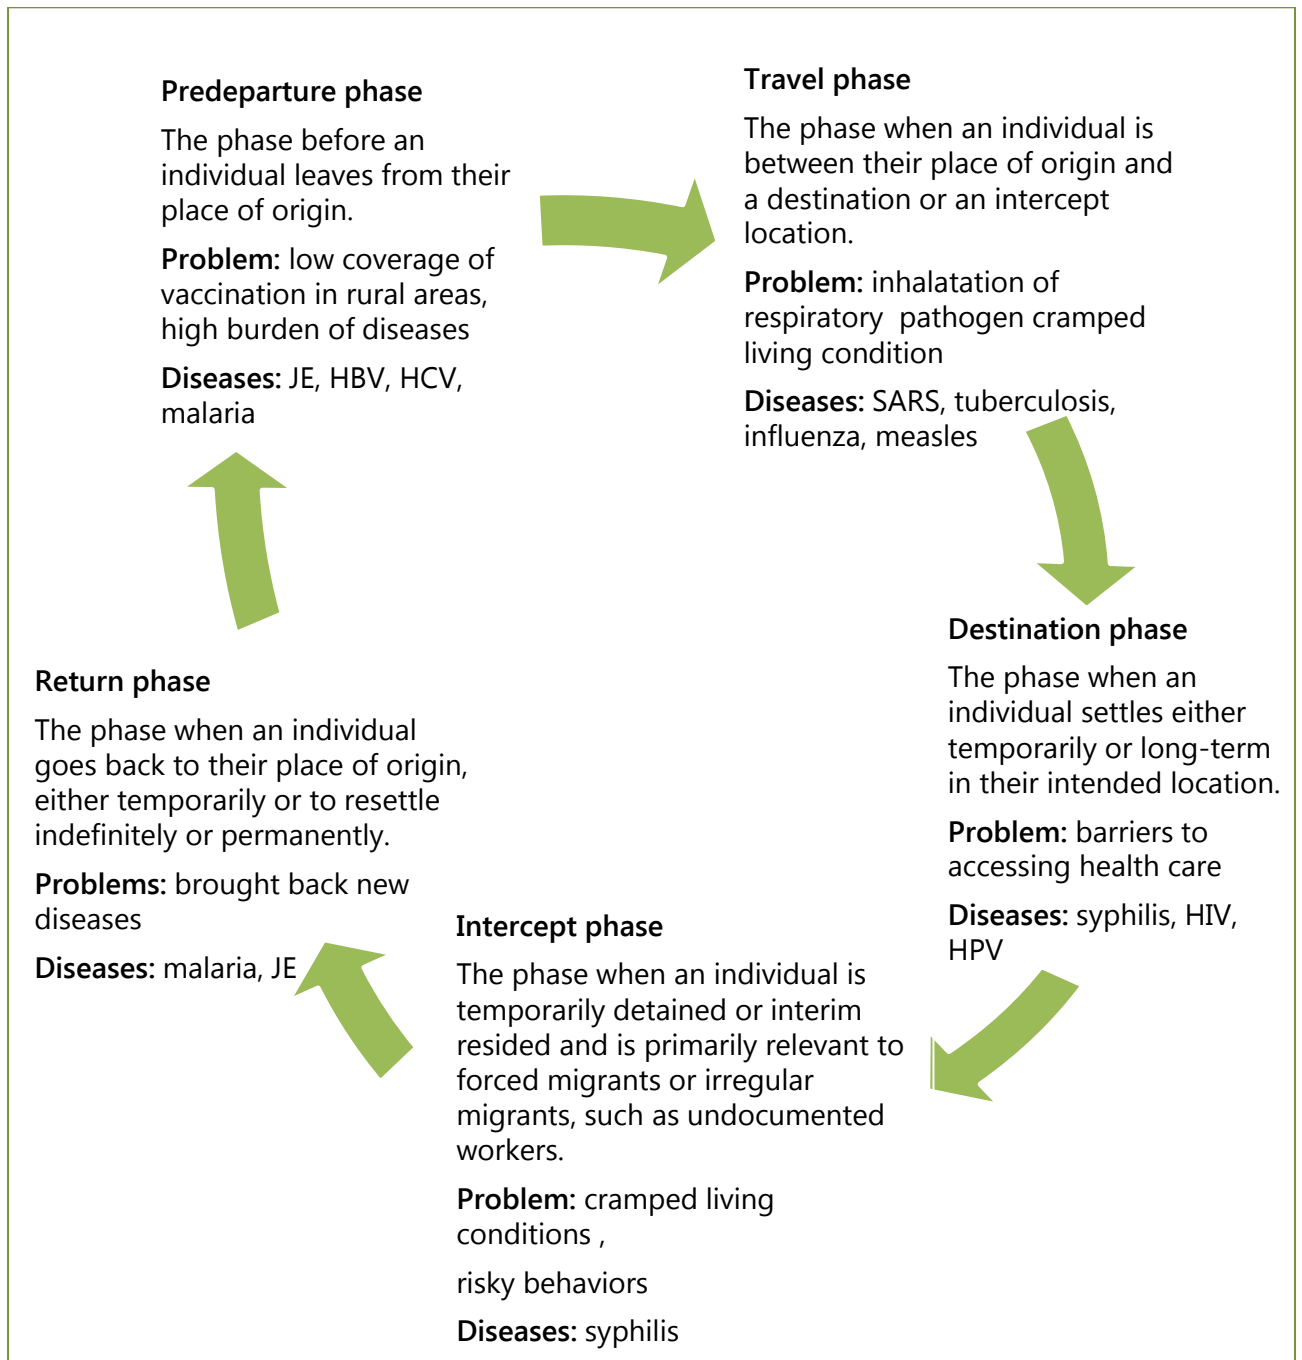 Predeparture phase
The phase before an
individual leaves from their
place of origin.
Problem: low coverage of
vaccination in rural areas,
high burden of diseases
Diseases: JE, HBV, HCV,
malaria
Travel phase
The phase when an individual is
between their place of origin and
a destination or an intercept
location.
Problem: inhalatation of
respiratory  pathogen cramped
living condition
Diseases: SARS, tuberculosis,
influenza, measles
Destination phase
The phase when an
individual settles either
temporarily or long-term
in their intended location.
Problem: barriers to
accessing health care
Diseases: syphilis, HIV,
HPV
Intercept phase
The phase when an individual is
temporarily detained or interim
resided and is primarily relevant to
forced migrants or irregular
migrants, such as undocumented
workers.
Problem: cramped living
conditions ,
risky behaviors
Diseases: syphilis
Return phase
The phase when an individual
goes back to their place of origin,
either temporarily or to resettle
indefinitely or permanently.
Problems: brought back new
diseases
Diseases: malaria, JE